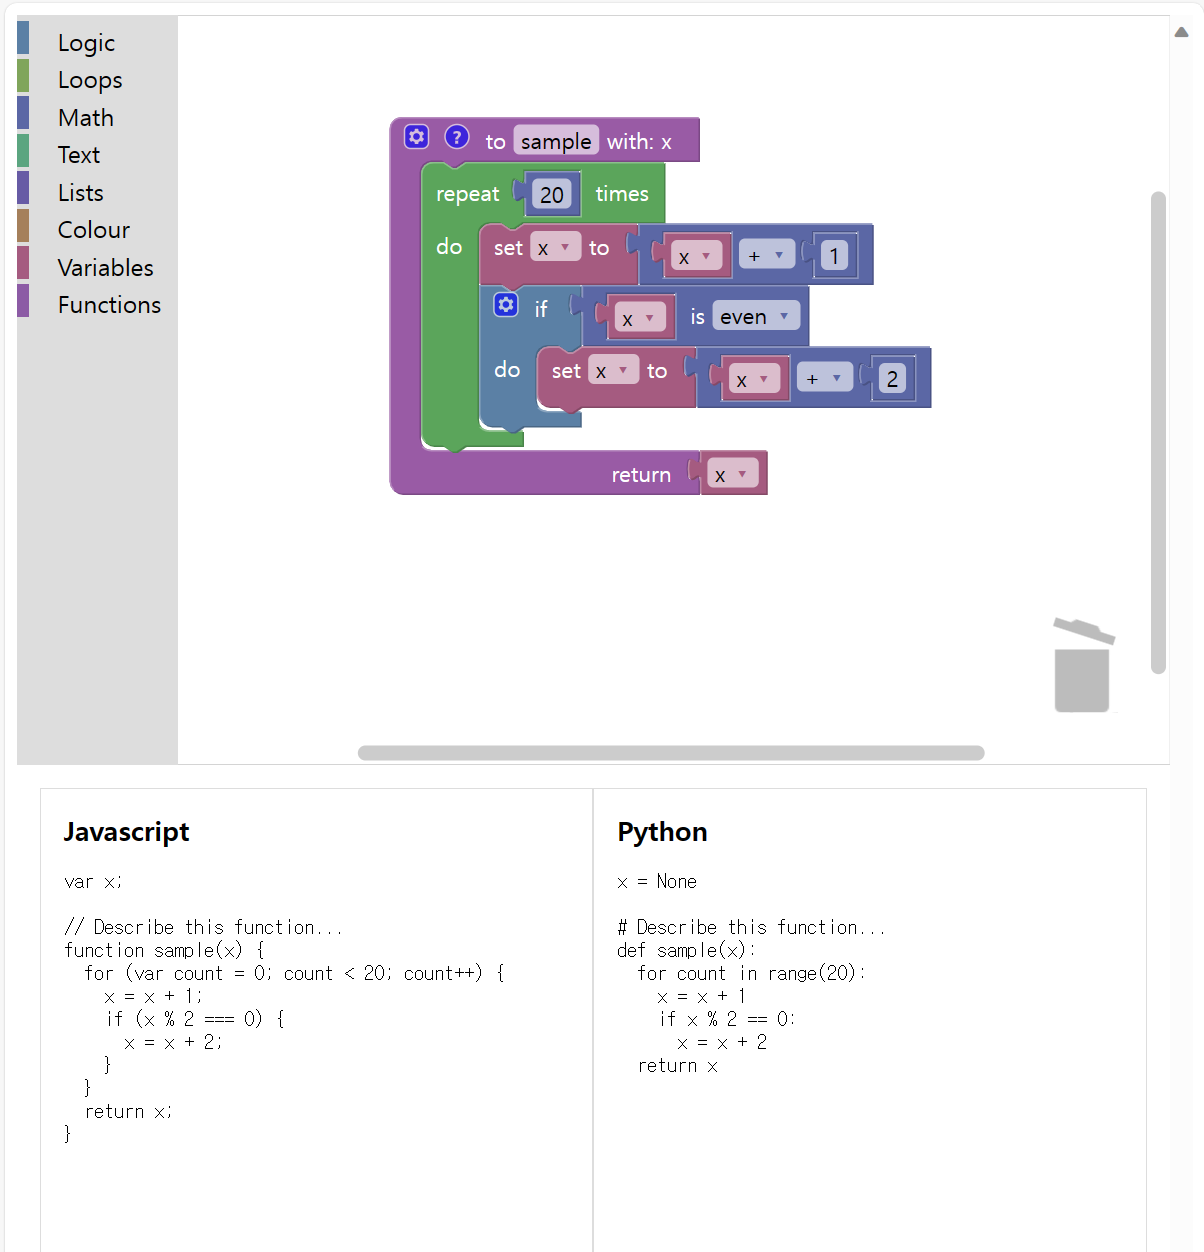 Logic
Loops
Math
Text
Lists
Colour
Variables
Functions
? to sample with: x
repeat 20 times
do set x to x + 1
if x is even
do set x to x + 2
return x
Javascript
var x;
// Describe this function...
function sample(x) {
for (var count = 0; count < 20; count++) {
x = x + 1;
if (x % 2 === 0) {
x = x + 2;
}
}
return x;
}
Python
x = None
# Describe this function...
def sample(x):
for count in range(20):
x = x + 1
if x % 2 == 0:
x = x + 2
return x